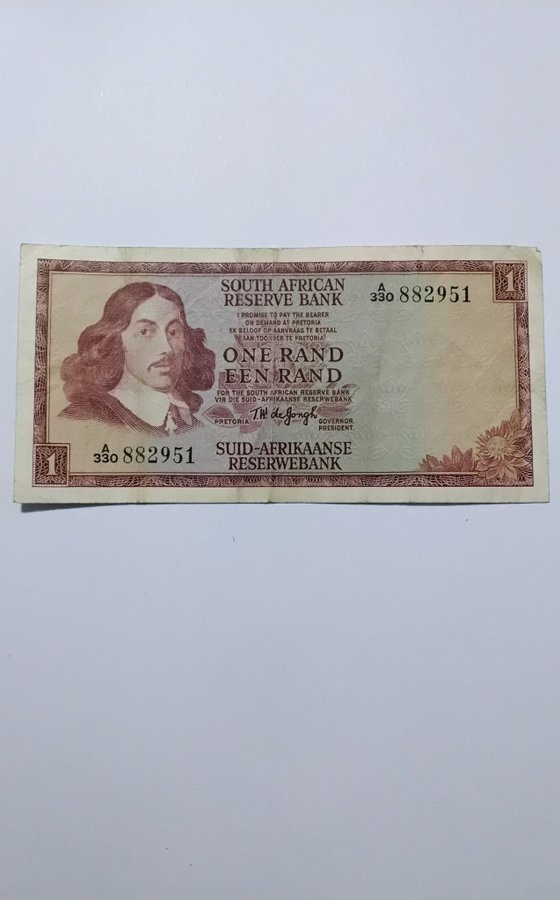 SOUTH AFRICAN
RESERVE BANK
A/330 882951
1
I PROMISE TO PAY THE BEARER
ON DEMAND AT PRETORIA
EK BELOOF OP AANVRAAG TE BETAAL
AAN TOONDER TE PRETORIA
ONE RAND
EEN RAND
FOR THE SOUTH AFRICAN RESERVE BANK
VIR DIE SUID-AFRIKAANSE RESERWEBANK
T.W. de Jongh
PRETORIA
GOVERNOR.
PRESIDENT.
1
A/330 882951
SUID-AFRIKAANSE
RESERWEBANK